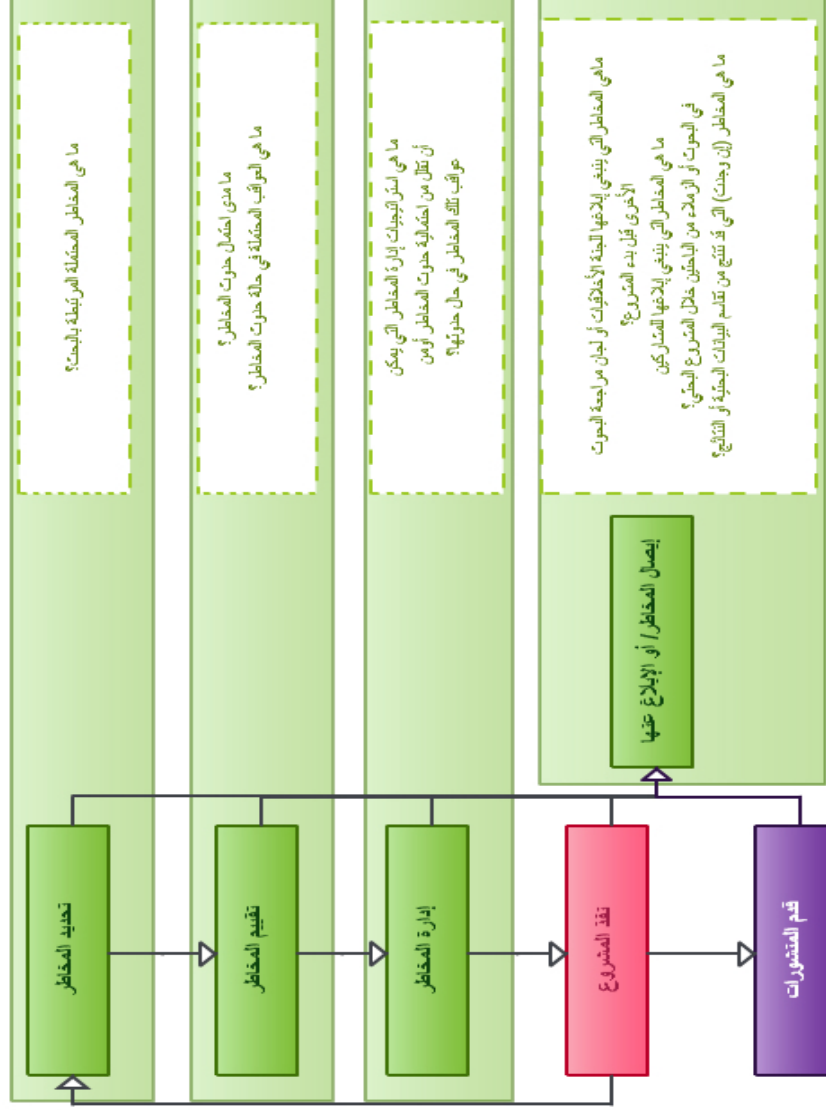 تحديد المخاطر
ما هي المخاطر المحتملة المرتبطة بالبحث؟
تقييم المخاطر
ما مدى احتمال حدوث المخاطر؟
ما هي العواقب المحتملة في حالة حدوث المخاطر؟
إدارة المخاطر
ما هي استراتيجيات إدارة المخاطر التي يمكن
أن تقلل من احتمالية حدوث المخاطر أومن
عواقب تلك المخاطر في حال حدوثها؟
نفذ المشروع
قدم المنشورات
إيصال المخاطر/ أو الإبلاغ عنها
ماهي المخاطر التي ينبغي إبلاغها للجنة الأخلاقيات أو لجان مراجعة البحوث
الأخرى قبل بدء المشروع؟
ما هي المخاطر التي ينبغي إبلاغها للمشاركين
في البحوث أو الزملاء من الباحثين خلال المشروع البحثي؟
ما هي المخاطر (إن وجدت) التي قد تنتج من تقاسم البيانات البحثية أو النتائج؟